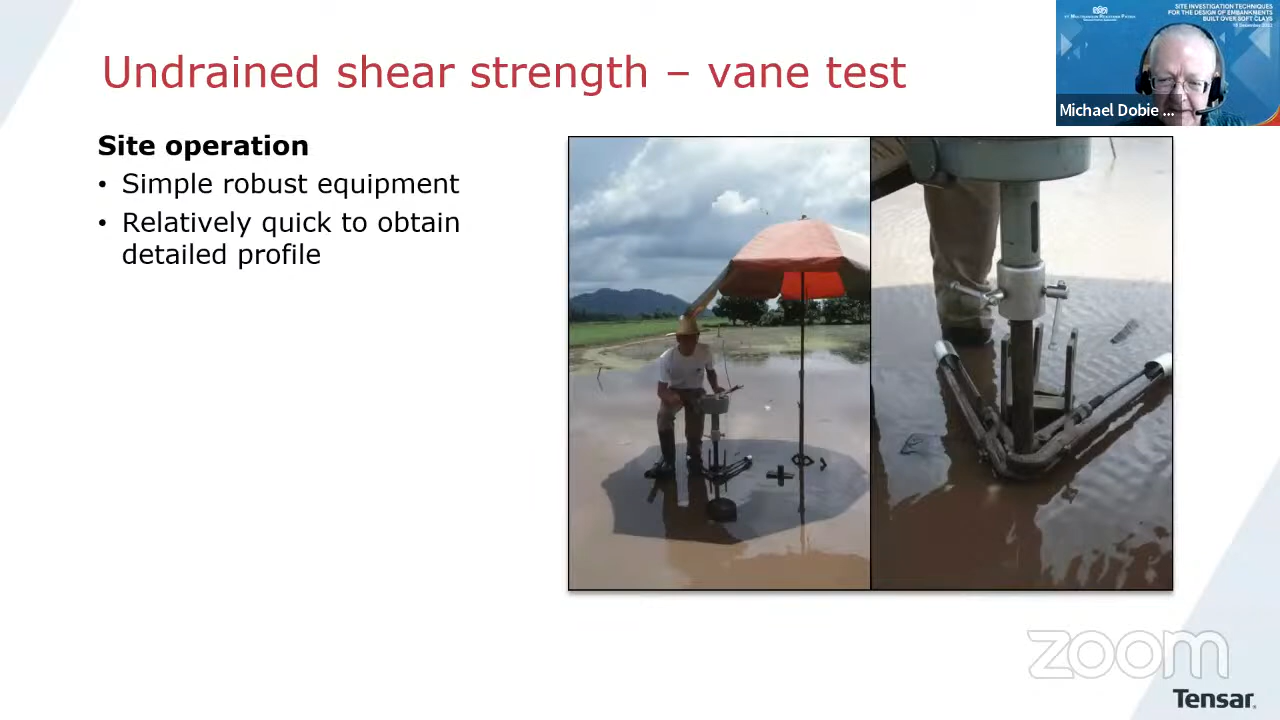 Undrained shear strength – vane test
SITE INVESTIGATION TECHNIQUES
FOR THE DESIGN OF EMBANKMENTS
BUILT OVER SOFT CLAYS
Michael Dobie ...
Site operation
• Simple robust equipment
• Relatively quick to obtain
detailed profile
zoom
Tensar